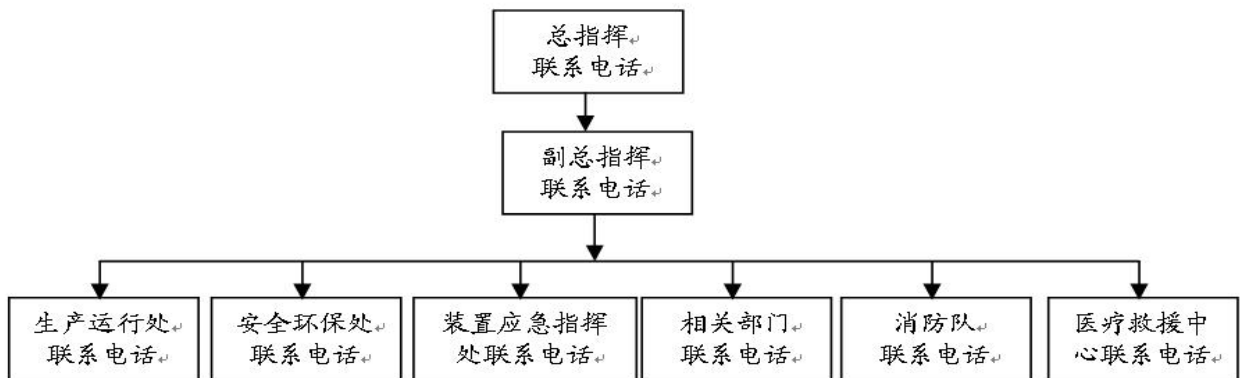 总指挥
联系电话
副总指挥
联系电话
生产运行处
联系电话
安全环保处
联系电话
装置应急指挥
处联系电话
相关部门
联系电话
消防队
联系电话
医疗救援中
心联系电话